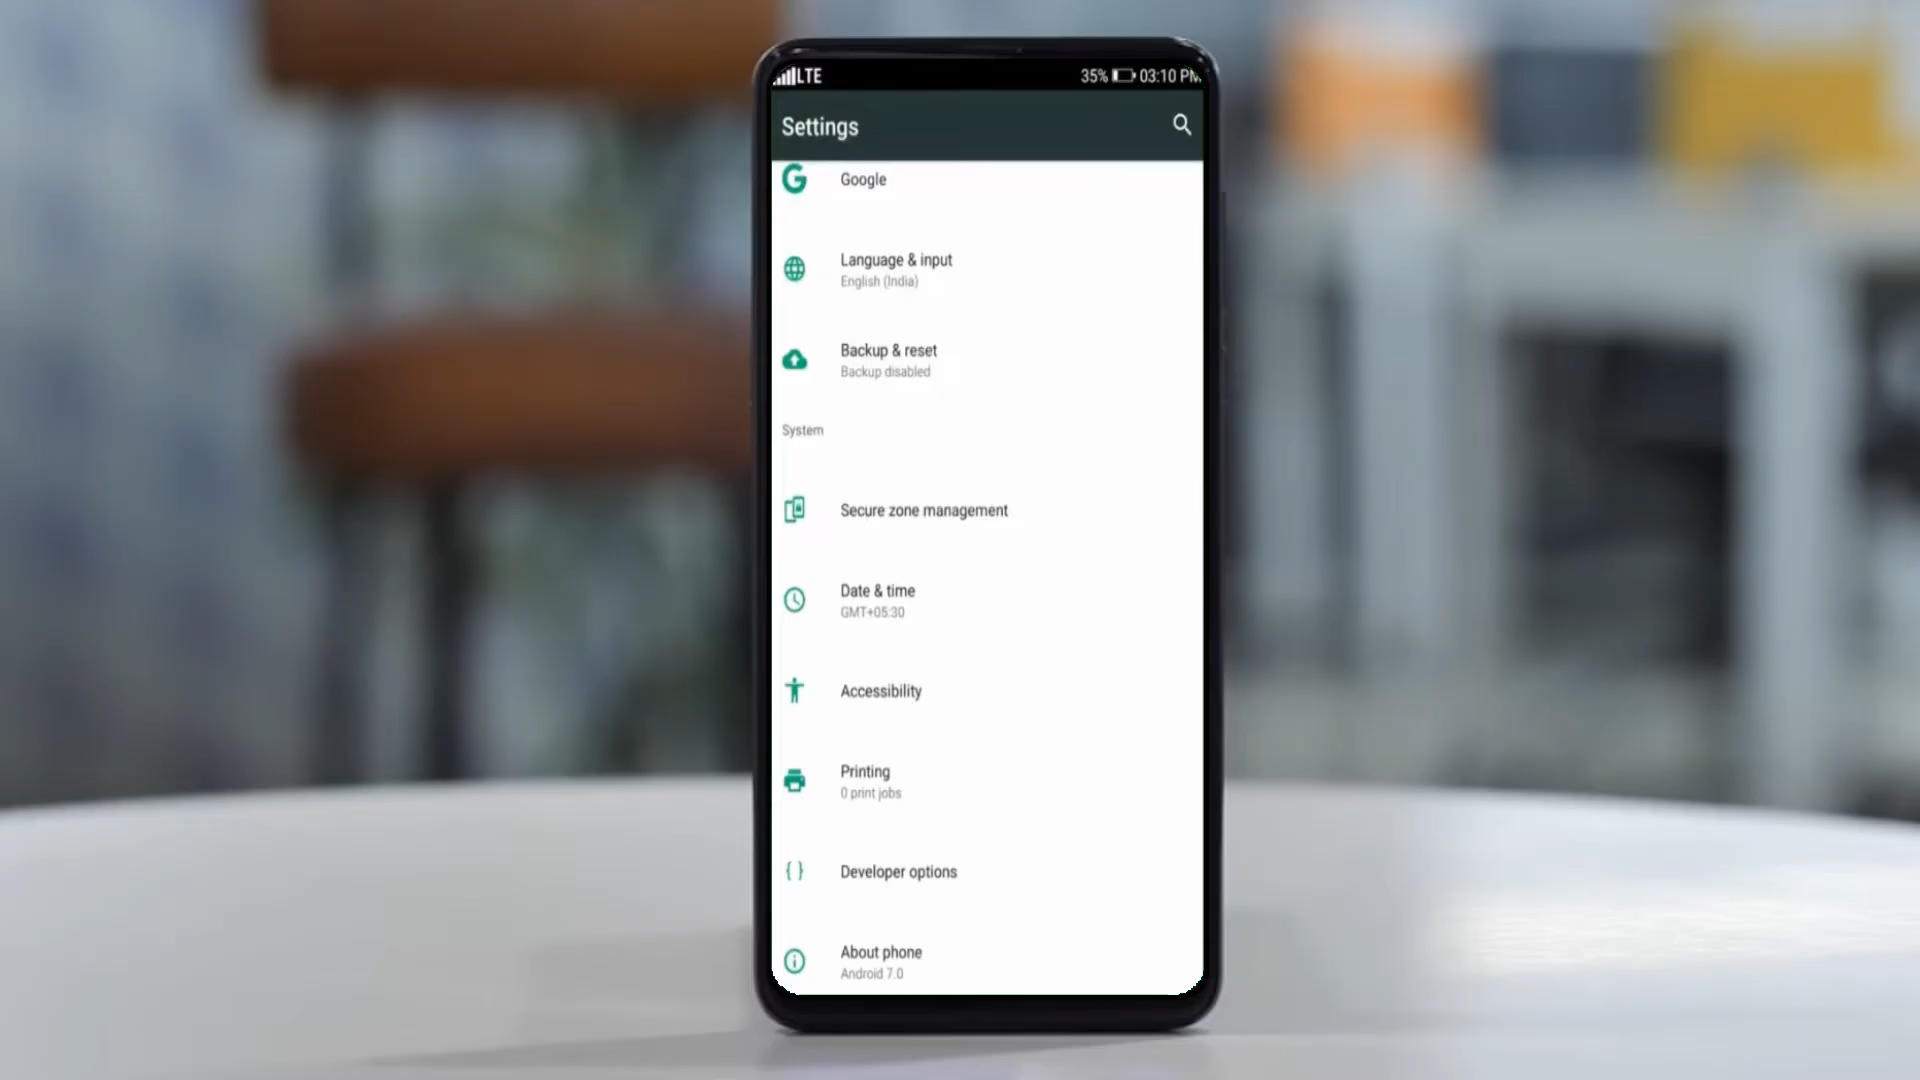 LTE
35% 03:10 PM
Settings
Google
Language & input
English (India)
Backup & reset
Backup disabled
System
Secure zone management
Date & time
GMT+05:30
Accessibility
Printing
0 print jobs
Developer options
About phone
Android 7.0